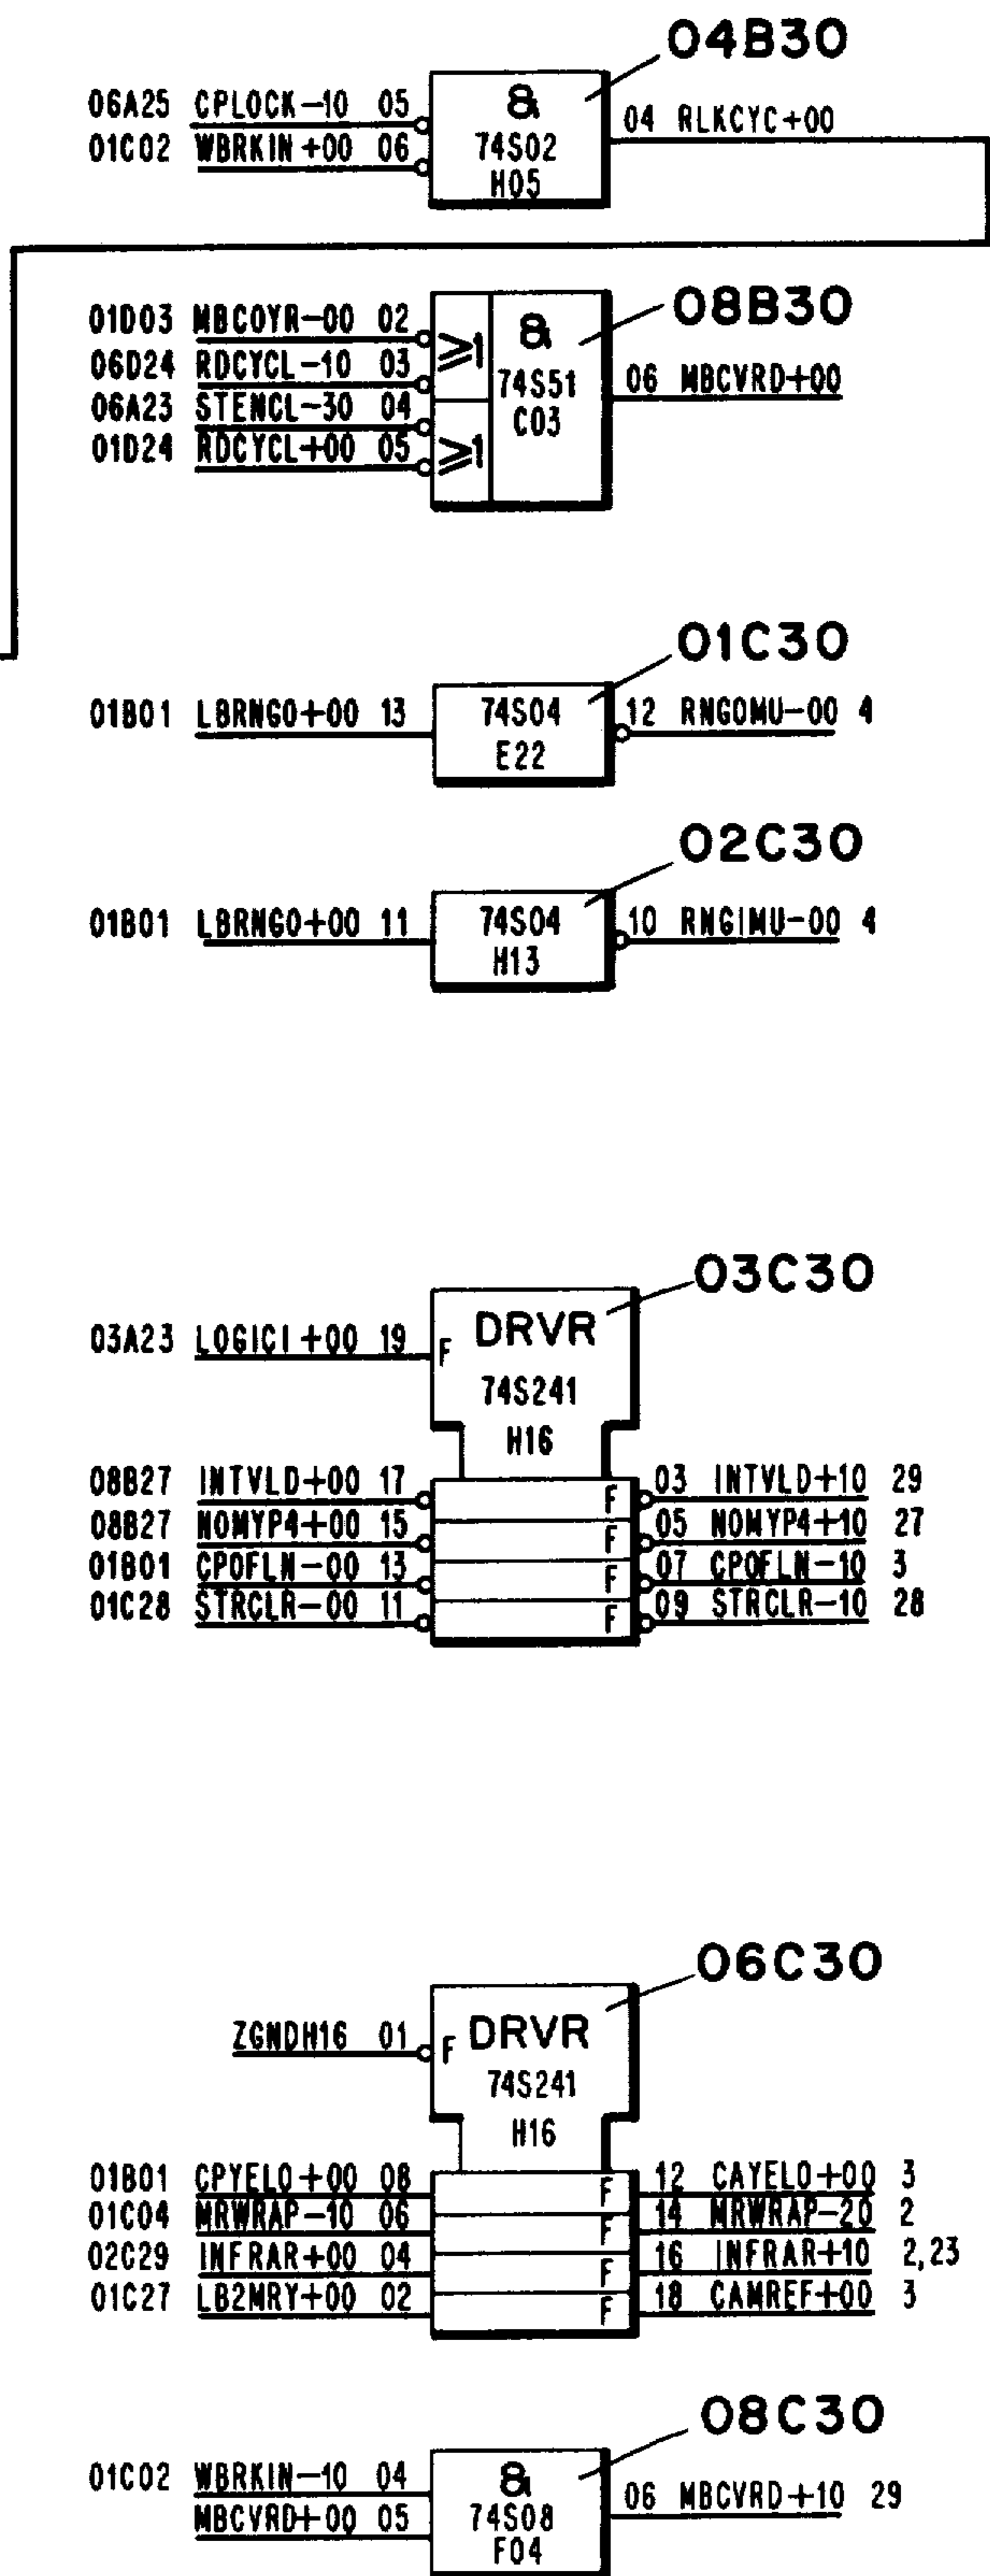 04B30
06A25 CPLOCK-10 05
01C02 WBRKIN+00 06
&
74S02
H05
04 RLKCYC+00
08B30
01D03 MBC0YR-00 02
06D24 RDCYCL-10 03
06A23 STENCL-30 04
01D24 RDCYCL+00 05
≥1
≥1
&
74S51
C03
06 MBCVRD+00
01C30
01B01 LBRNG0+00 13
74S04
E22
12 RNG0MU-00 4
02C30
01B01 LBRNG0+00 11
74S04
H13
10 RNG1MU-00 4
03C30
03A23 LOGIC1+00 19
F
DRVR
74S241
H16
08B27 INTVLD+00 17 F 03 INTVLD+10 29
08B27 NOMYP4+00 15 F 05 NOMYP4+10 27
01B01 CPOFLN-00 13 F 07 CPOFLN-10 3
01C28 STRCLR-00 11 F 09 STRCLR-10 28
06C30
ZGNDH16 01
F
DRVR
74S241
H16
01B01 CPYELO+00 08 F 12 CAYELO+00 3
01C04 MRWRAP-10 06 F 14 MRWRAP-20 2
02C29 INFRAR+00 04 F 16 INFRAR+10 2,23
01C27 LB2MRY+00 02 F 18 CAMREF+00 3
08C30
01C02 WBRKIN-10 04
MBCVRD+00 05
&
74S08
F04
06 MBCVRD+10 29